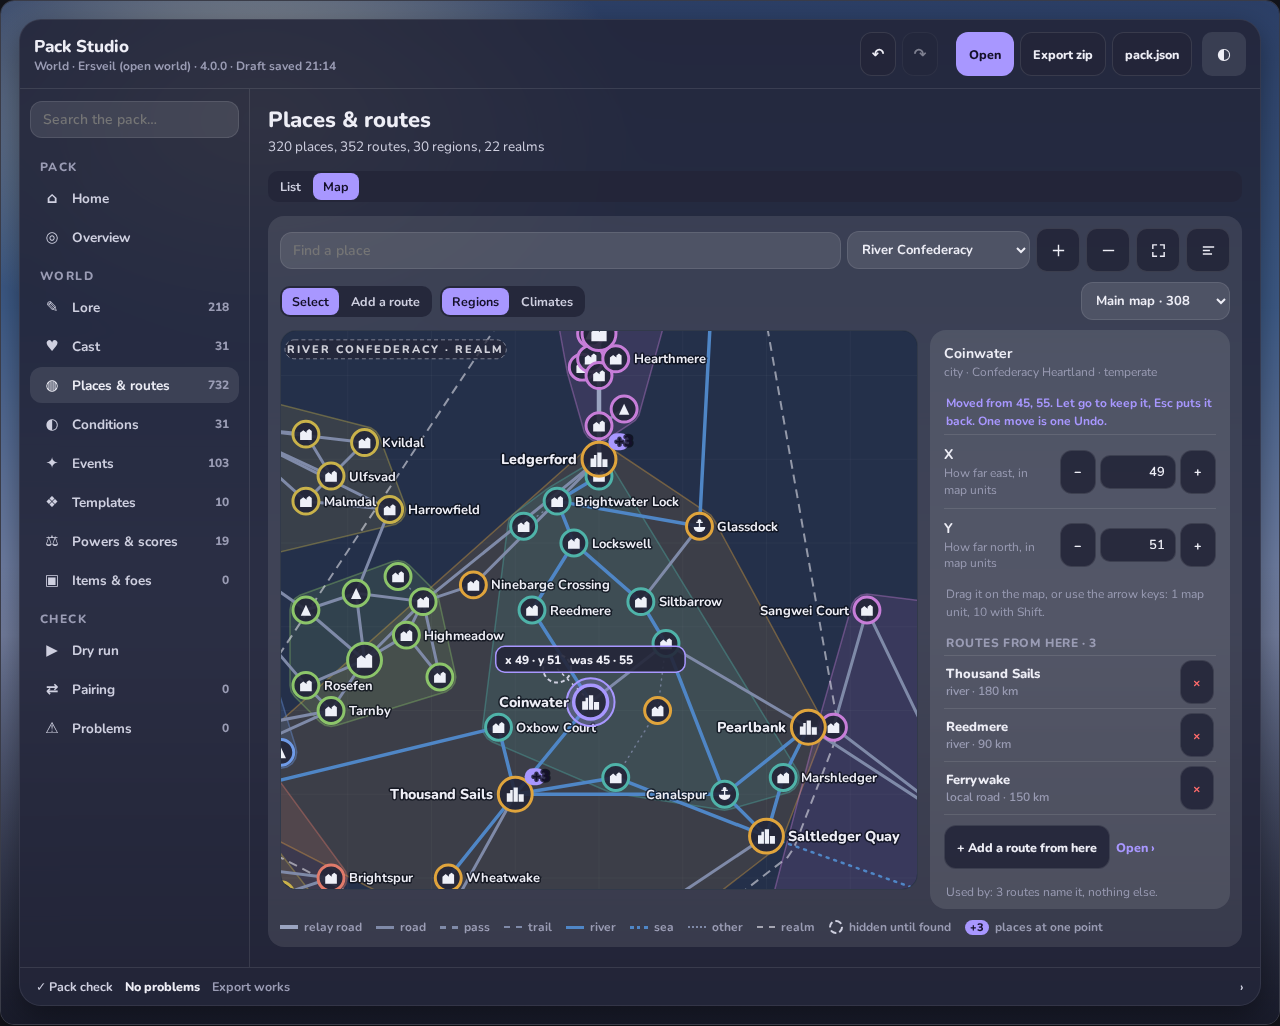 Pack Studio
World · Ersveil (open world) · 4.0.0 · Draft saved 21:14
Open
Export zip
pack.json
Search the pack...
PACK
Home
Overview
WORLD
Lore 218
Cast 31
Places & routes 732
Conditions 31
Events 103
Templates 10
Powers & scores 19
Items & foes 0
CHECK
Dry run
Pairing 0
Problems 0
Places & routes
320 places, 352 routes, 30 regions, 22 realms
List Map
Find a place
River Confederacy
Select Add a route Regions Climates
Main map · 308
RIVER CONFEDERACY · REALM
Hearthmere
Kvildal
Ledgerford
+3
Ulfsvad
Malmdal
Harrowfield
Brightwater Lock
Glassdock
Lockswell
Ninebarge Crossing
Reedmere
Siltbarrow
Sangwei Court
Highmeadow
x 49 · y 51 was 45 · 55
Rosefen
Tarnby
Coinwater
Oxbow Court
Pearlbank
+3
Marshledger
Thousand Sails
Canalspur
Saltledger Quay
Brightspur
Wheatwake
Coinwater
city · Confederacy Heartland · temperate
Moved from 45, 55. Let go to keep it, Esc puts it
back. One move is one Undo.
X
How far east, in
map units
− 49 +
Y
How far north, in
map units
− 51 +
Drag it on the map, or use the arrow keys: 1 map
unit, 10 with Shift.
ROUTES FROM HERE · 3
Thousand Sails
river · 180 km
×
Reedmere
river · 90 km
×
Ferrywake
local road · 150 km
×
+ Add a route from here
Open ›
Used by: 3 routes name it, nothing else.
relay road road pass trail river sea other realm hidden until found +3 places at one point
✓ Pack check No problems Export works ›